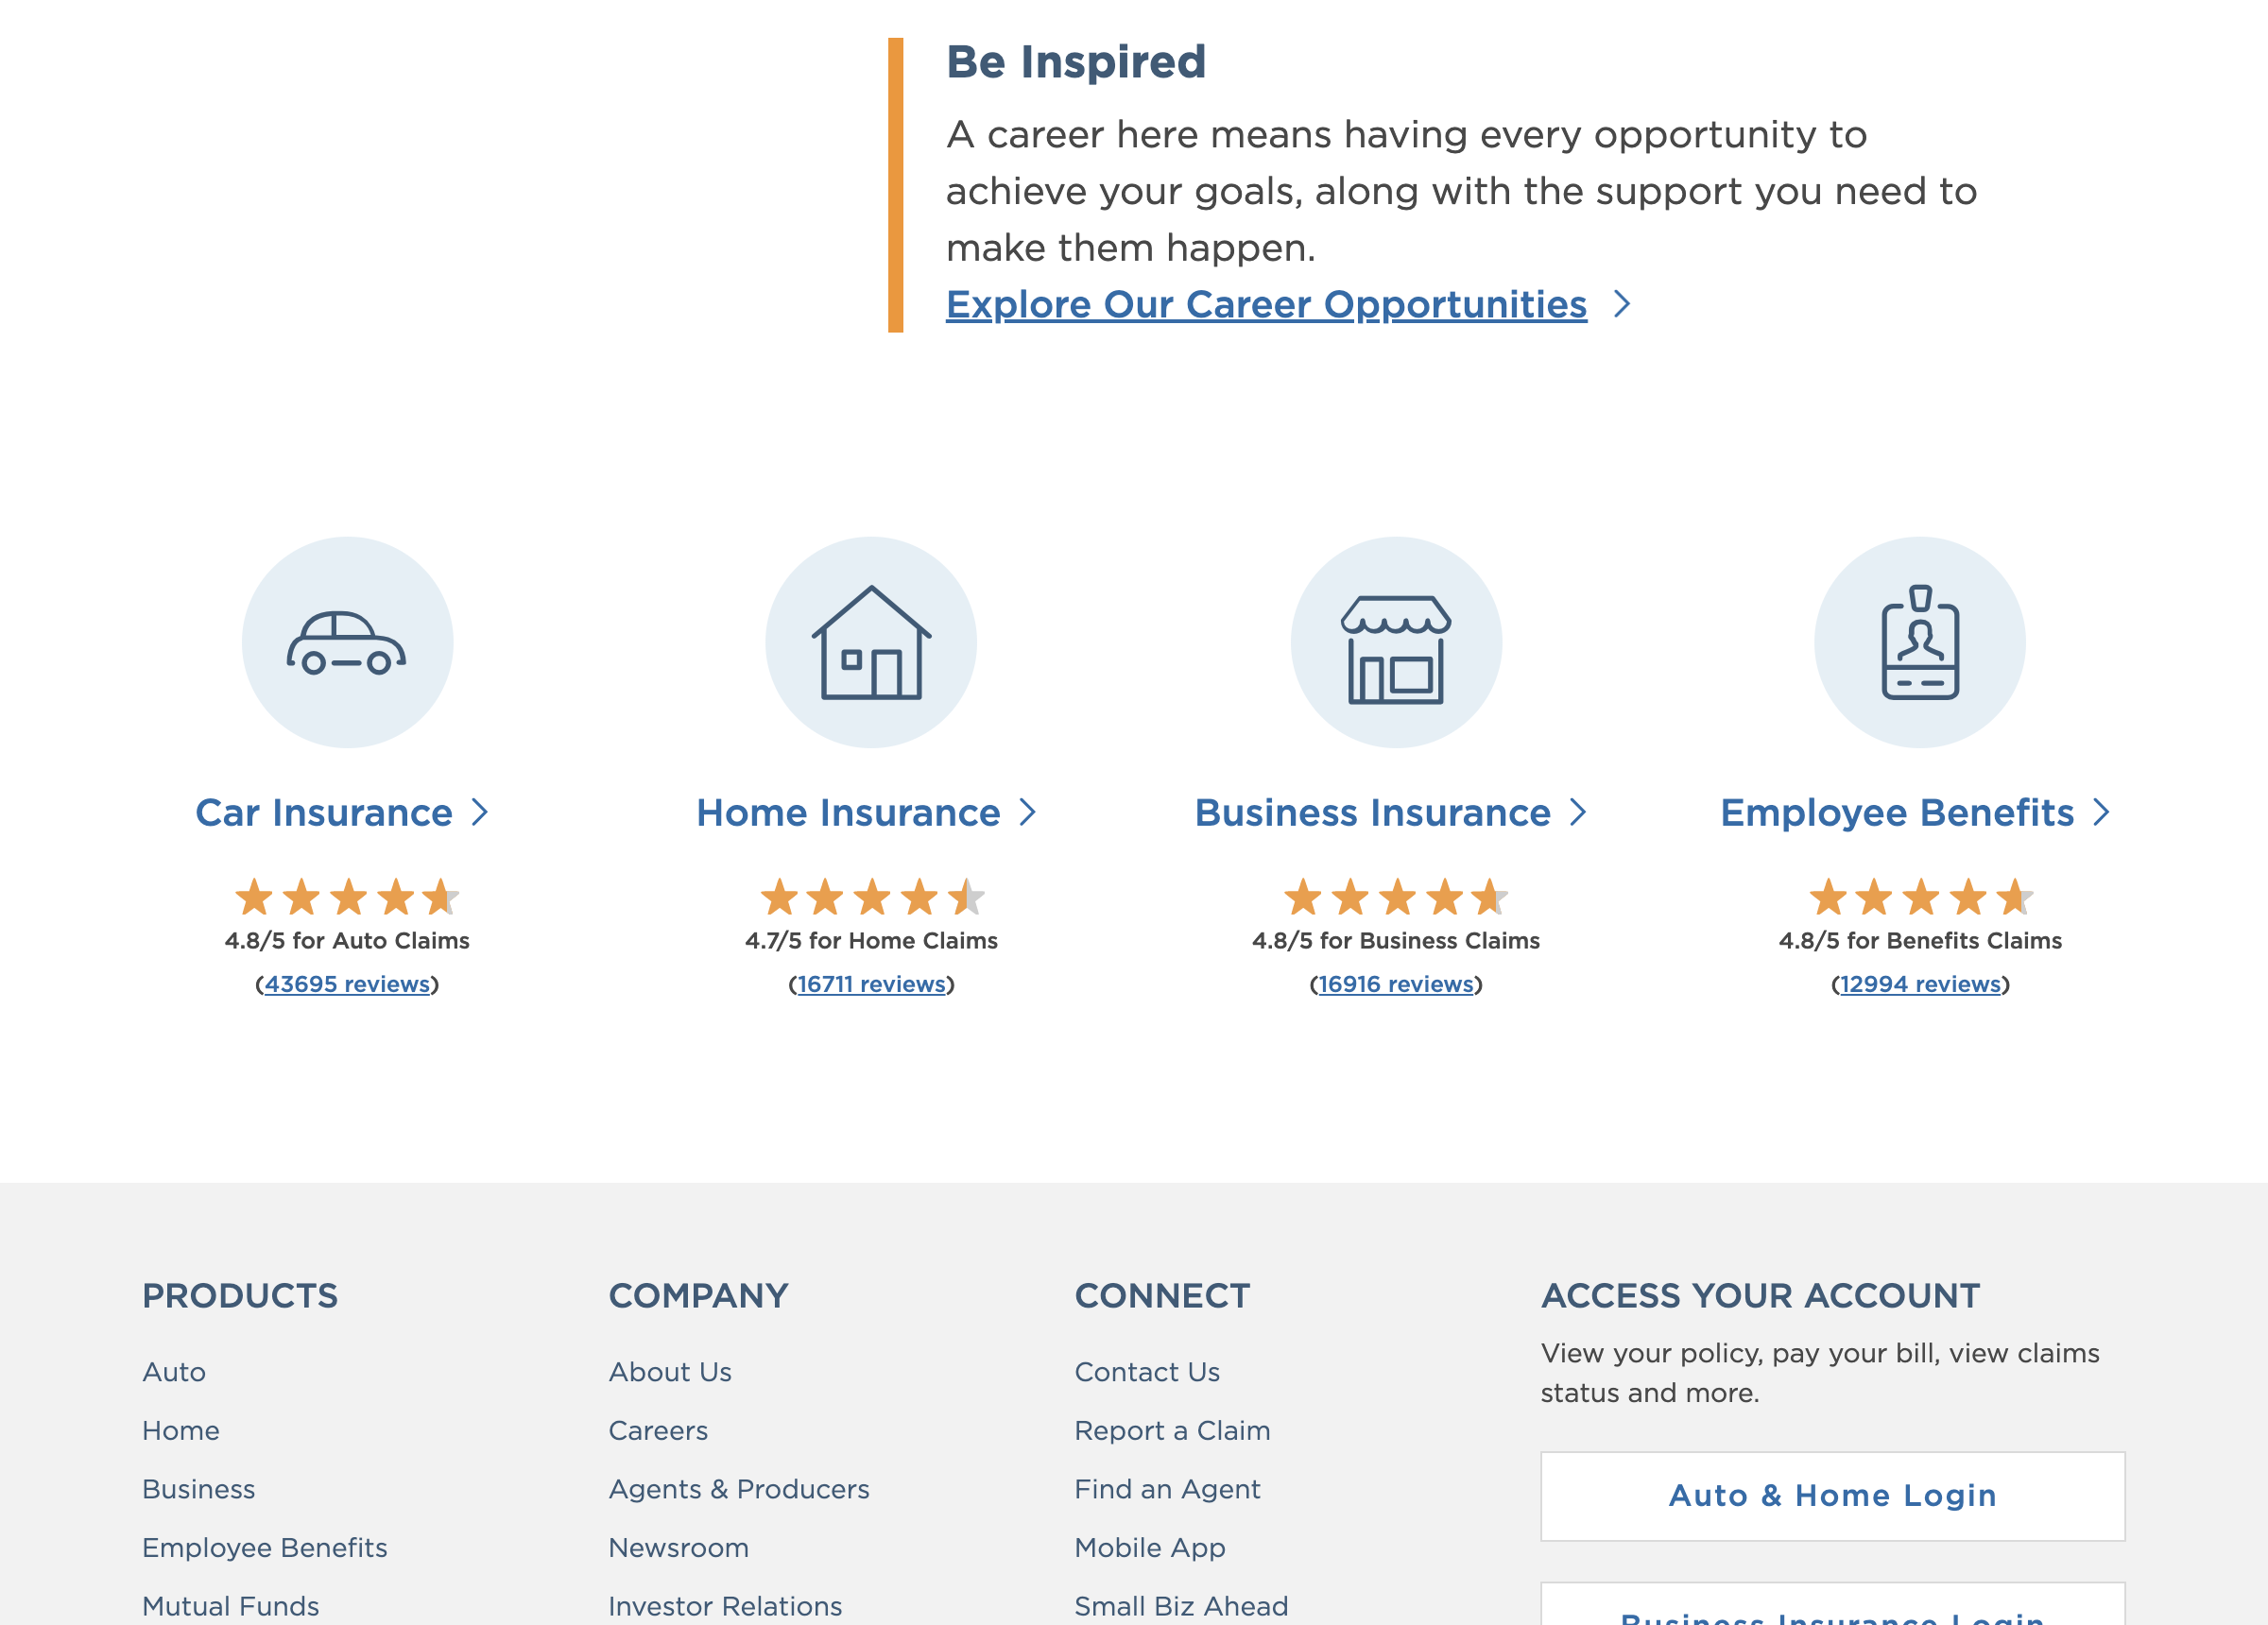 Be Inspired
A career here means having every opportunity to
achieve your goals, along with the support you need to
make them happen.
Explore Our Career Opportunities
Car Insurance
4.8/5 for Auto Claims
(43695 reviews)
Home Insurance
4.7/5 for Home Claims
(16711 reviews)
Business Insurance
4.8/5 for Business Claims
(16916 reviews)
Employee Benefits
4.8/5 for Benefits Claims
(12994 reviews)
PRODUCTS
Auto
Home
Business
Employee Benefits
Mutual Funds
COMPANY
About Us
Careers
Agents & Producers
Newsroom
Investor Relations
CONNECT
Contact Us
Report a Claim
Find an Agent
Mobile App
Small Biz Ahead
ACCESS YOUR ACCOUNT
View your policy, pay your bill, view claims
status and more.
Auto & Home Login
Business Insurance Login